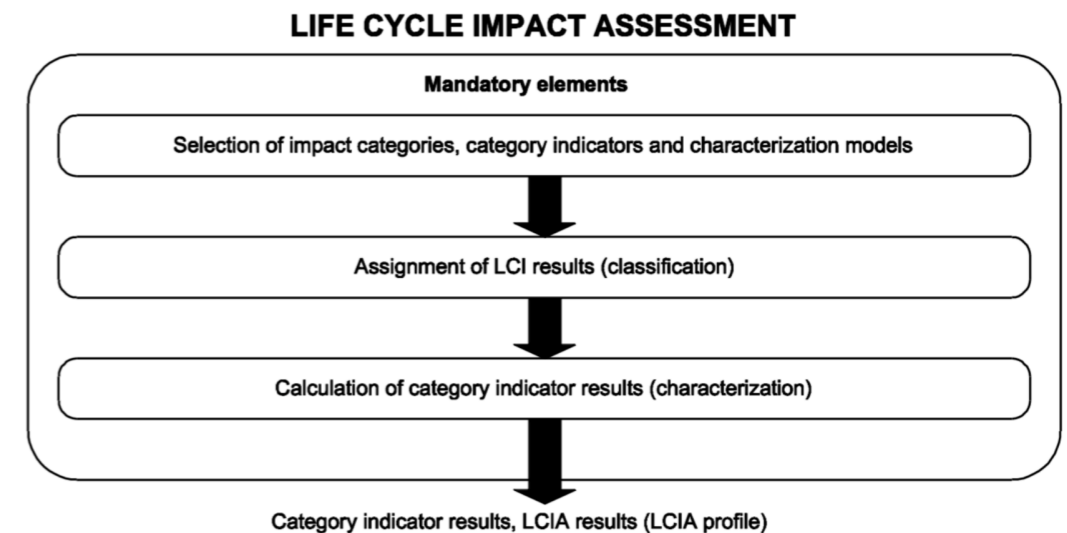 LIFE CYCLE IMPACT ASSESSMENT
Mandatory elements
Selection of impact categories, category indicators and characterization models
Assignment of LCI results (classification)
Calculation of category indicator results (characterization)
Category indicator results, LCIA results (LCIA profile)